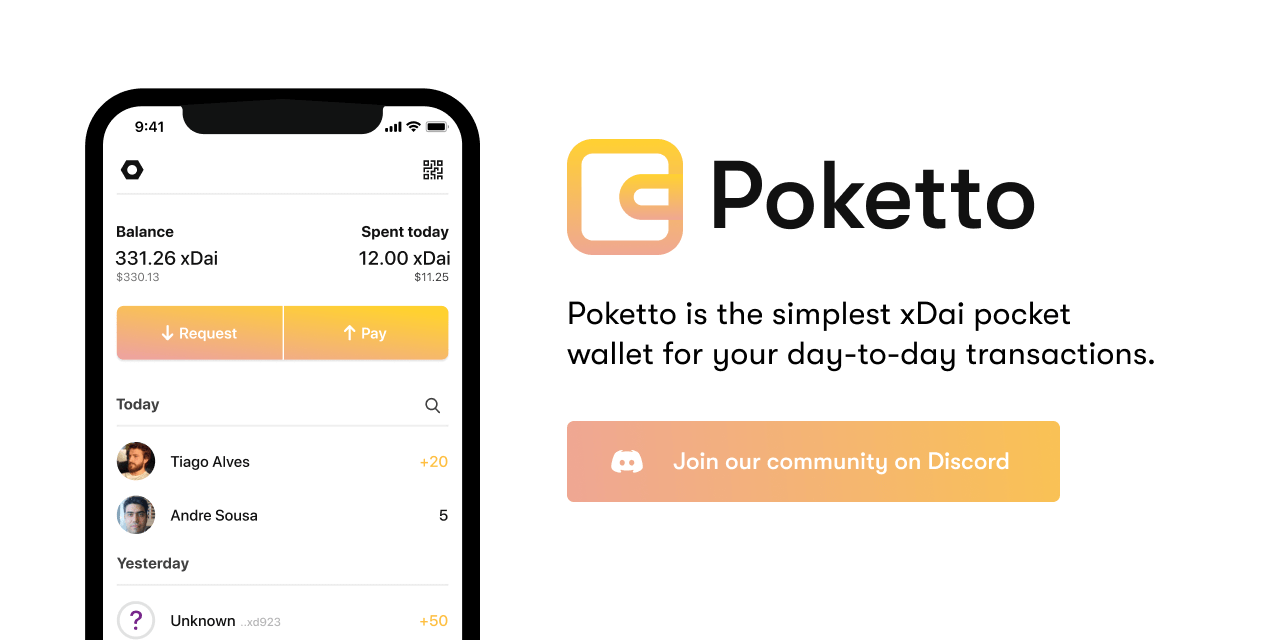 9:41
Balance
Spent today
331.26 xDai
12.00 xDai
$330.13
$11.25
Request
Pay
Today
Tiago Alves
+20
Andre Sousa
5
Yesterday
?
Unknown ..xd923
+50
Poketto
Poketto is the simplest xDai pocket
wallet for your day-to-day transactions.
Join our community on Discord